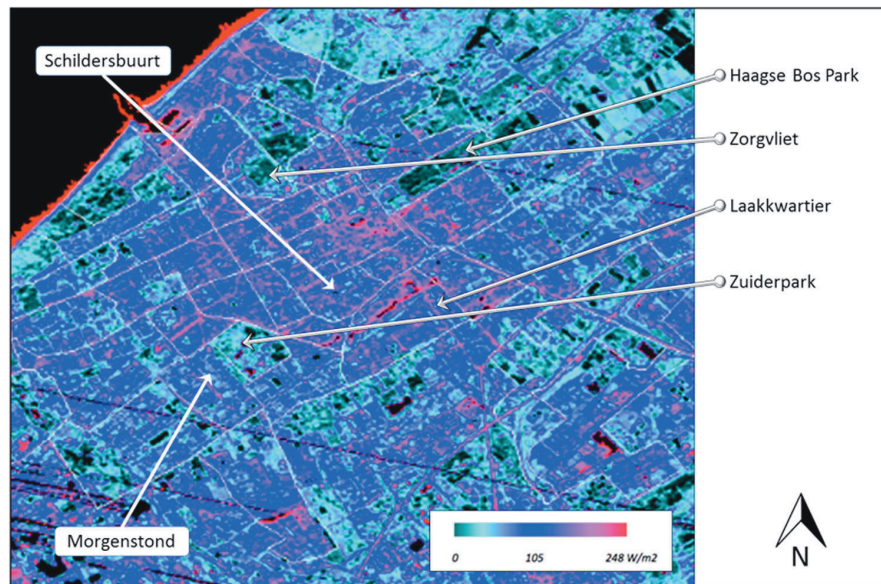 Schildersbuurt
Haagse Bos Park
Zorgvliet
Laakkwartier
Zuiderpark
Morgenstond
0 105 248 W/m2
N